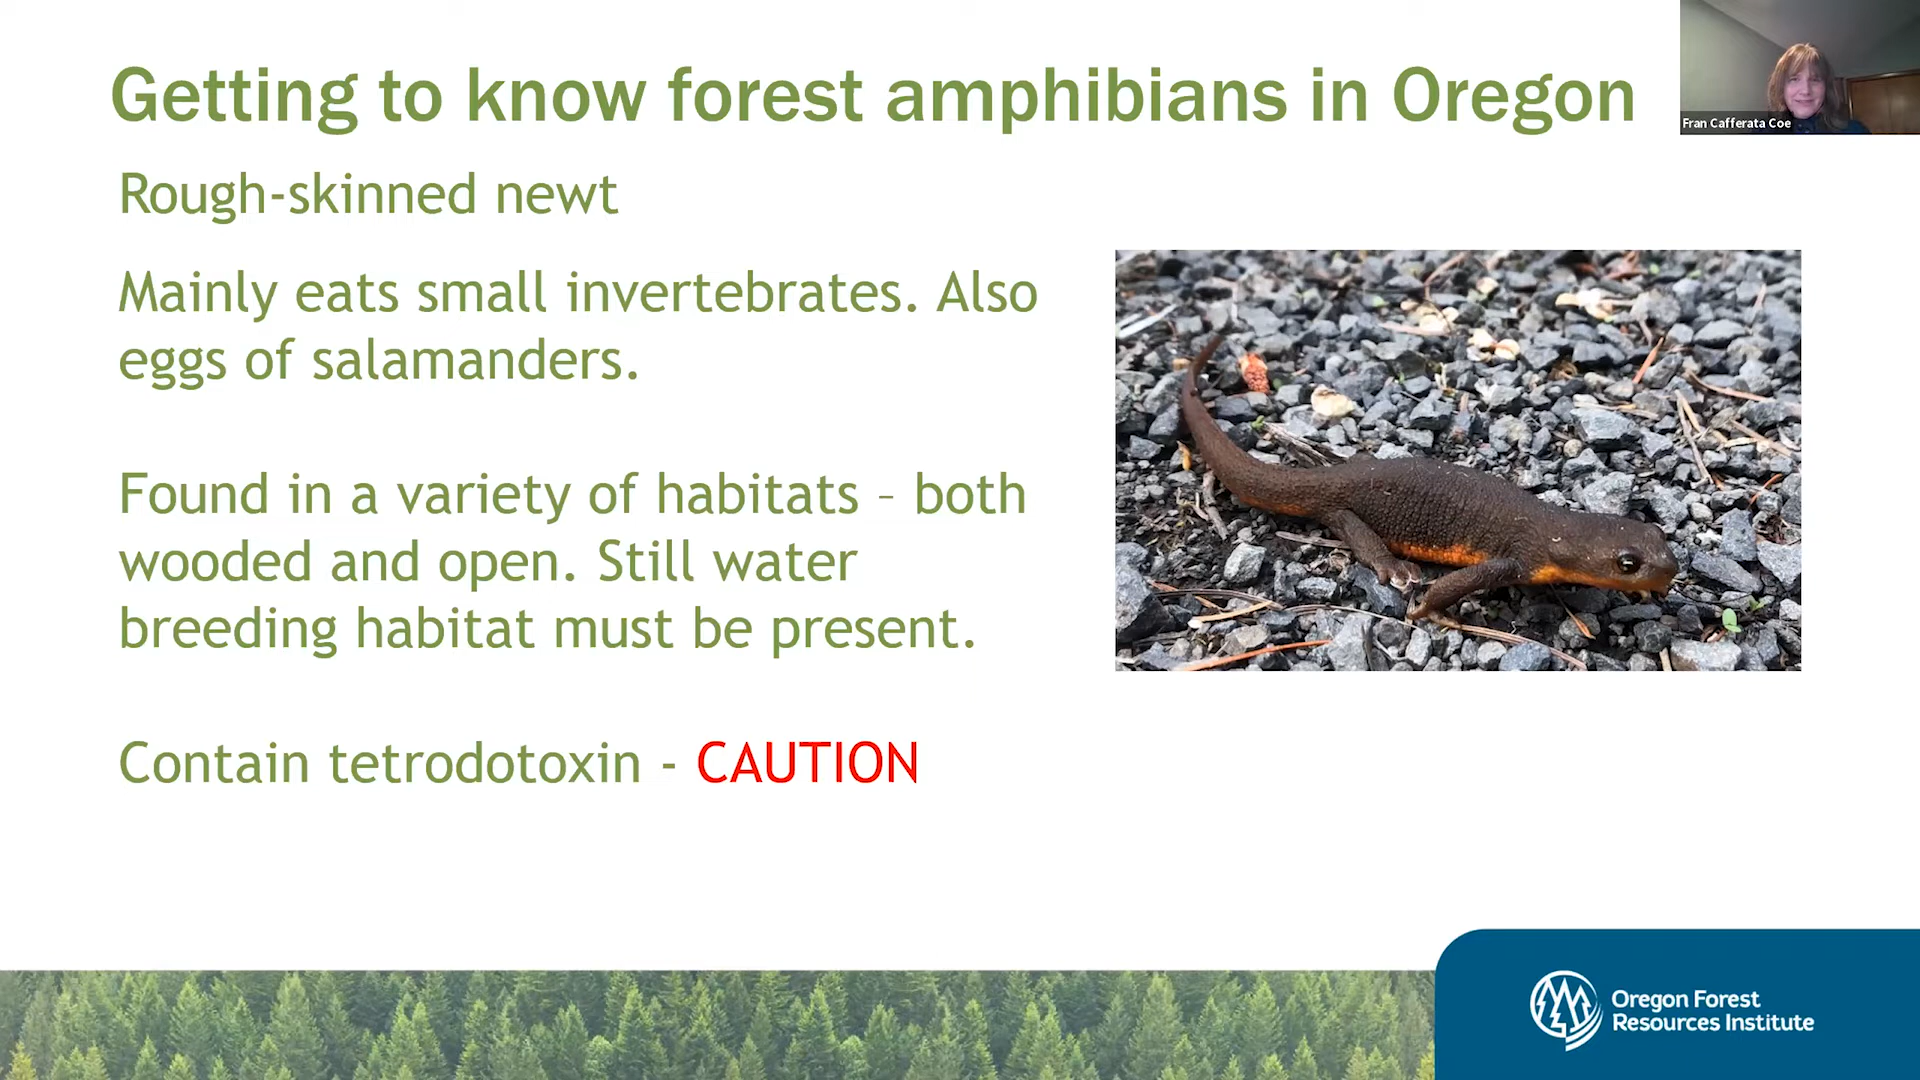 Getting to know forest amphibians in Oregon
Fran Cafferata Coe
Rough-skinned newt
Mainly eats small invertebrates. Also
eggs of salamanders.
Found in a variety of habitats – both
wooded and open. Still water
breeding habitat must be present.
Contain tetrodotoxin - CAUTION
Oregon Forest
Resources Institute